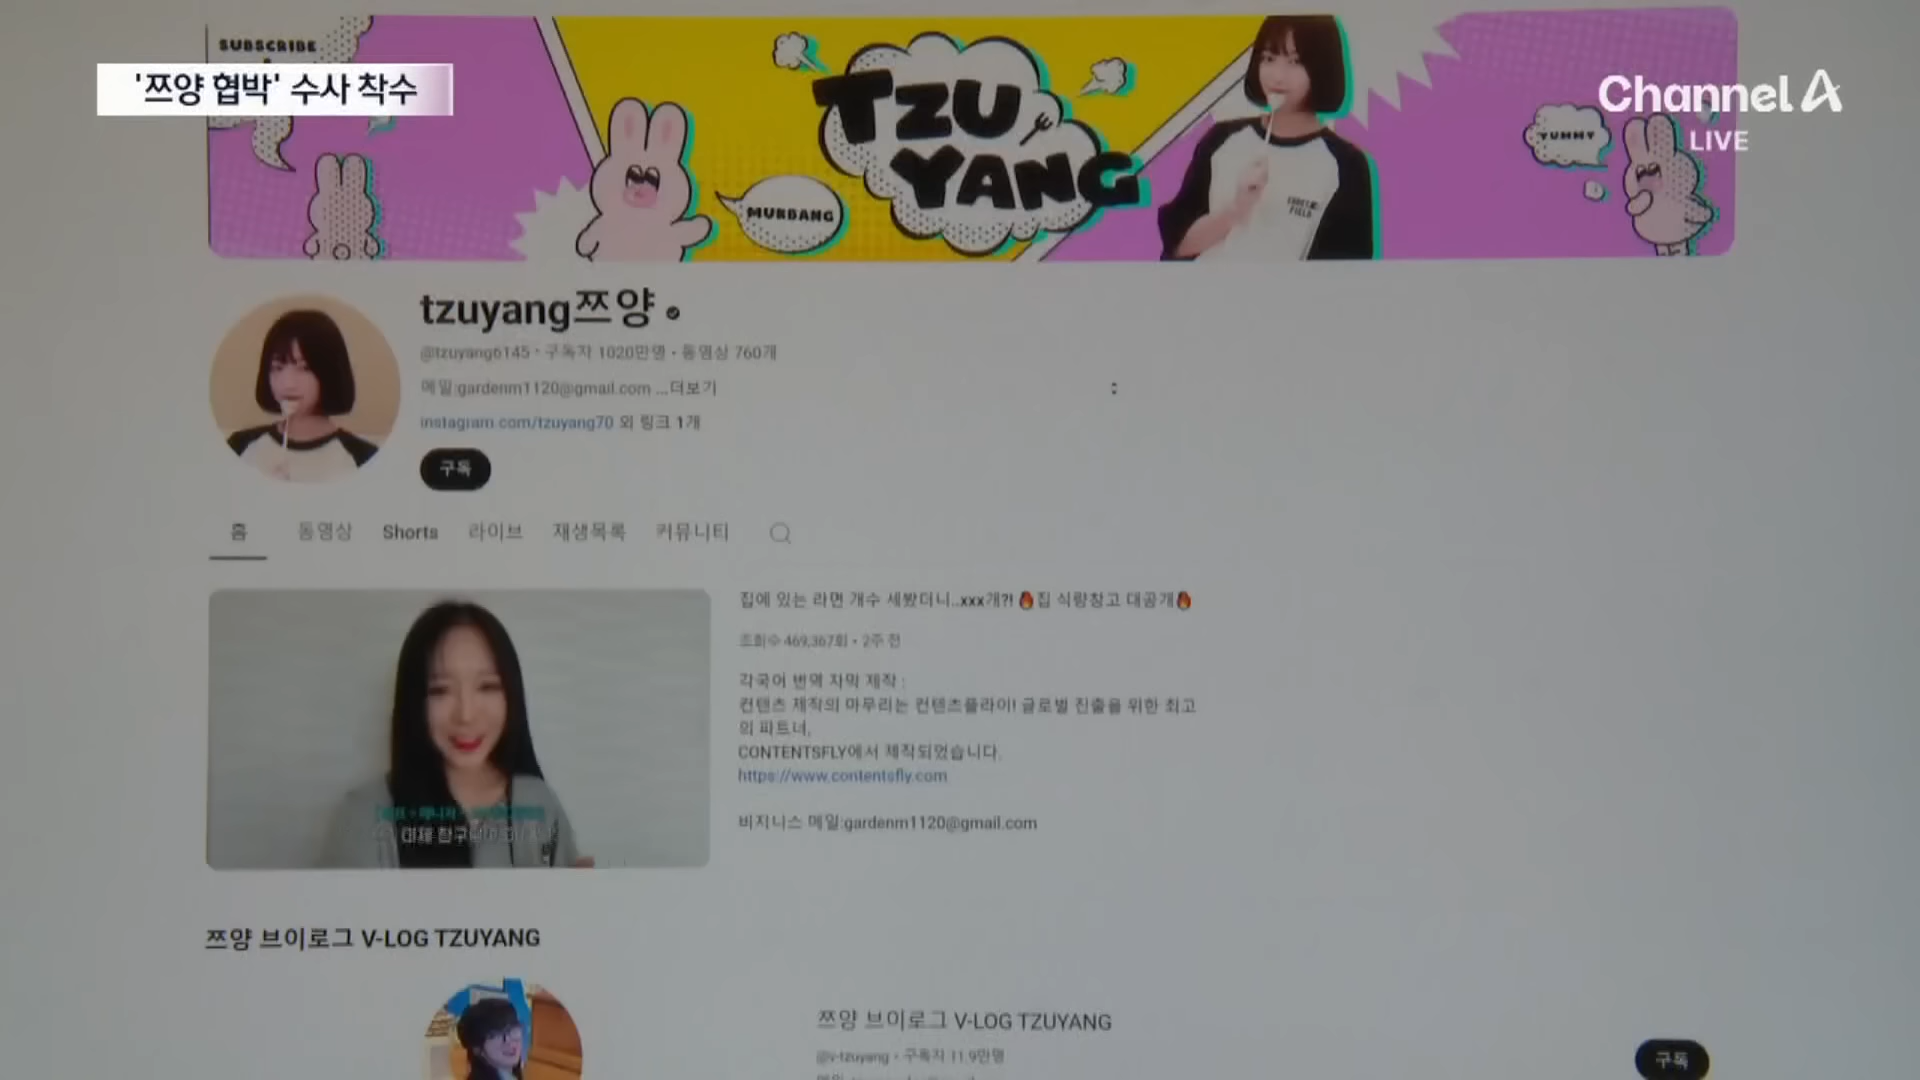 SUBSCRIBE
'쯔양 협박' 수사 착수
TZU
YANG
MUKBANG
YUMMY
Channel A
LIVE
tzuyang쯔양
@tzuyang6145 • 구독자 1020만명 • 동영상 760개
메일:gardenm1120@gmail.com ...더보기
instagram.com/tzuyang70 외 링크 1개
구독
홈 동영상 Shorts 라이브 재생목록 커뮤니티
집에 있는 라면 개수 세봤더니..xxx개?! 집 식량창고 대공개
조회수 469,367회 • 2주 전
각국어 번역 자막 제작 :
컨텐츠 제작의 마무리는 컨텐츠플라이! 글로벌 진출을 위한 최고
의 파트너,
CONTENTSFLY에서 제작되었습니다.
https://www.contentsfly.com
비지니스 메일:gardenm1120@gmail.com
쯔양 브이로그 V-LOG TZUYANG
쯔양 브이로그 V-LOG TZUYANG
@v-tzuyang • 구독자 11.9만명
구독